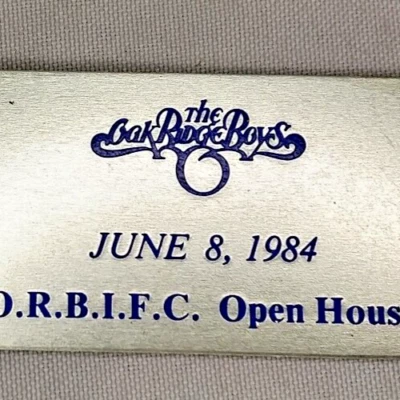 The
Oak Ridge Boys
JUNE 8, 1984
O.R.B.I.F.C. Open Hous